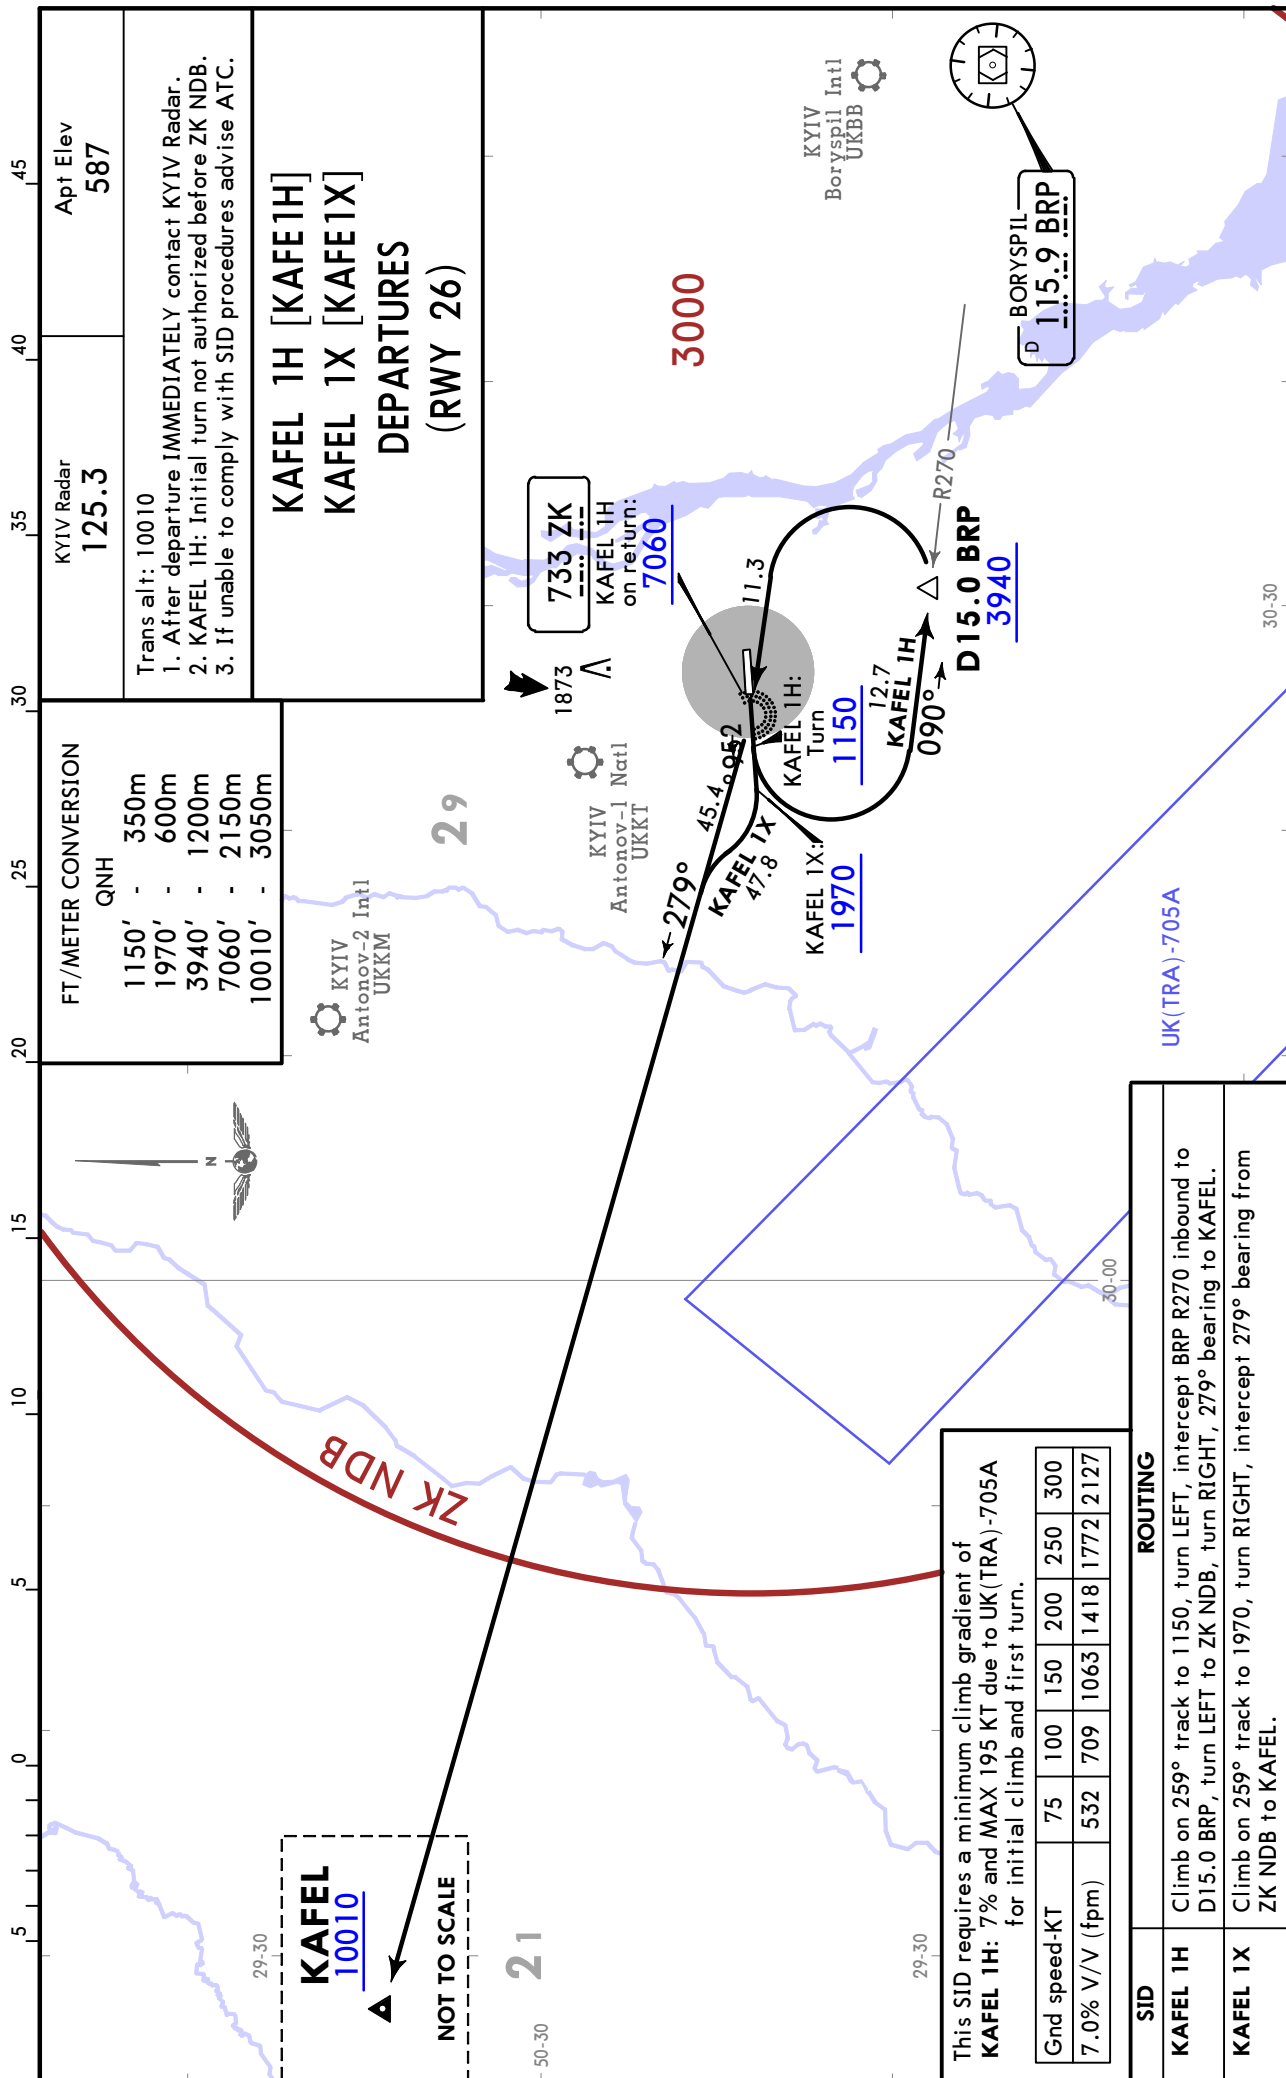 5 0 5 10 15 20 25 30 35 40 45
FT/METER CONVERSION
QNH
1150' - 350m
1970' - 600m
3940' - 1200m
7060' - 2150m
10010' - 3050m
KYIV Radar
125.3
Apt Elev
587
Trans alt: 10010
1. After departure IMMEDIATELY contact KYIV Radar.
2. KAFEL 1H: Initial turn not authorized before ZK NDB.
3. If unable to comply with SID procedures advise ATC.
KAFEL 1H [KAFE1H]
KAFEL 1X [KAFE1X]
DEPARTURES
(RWY 26)
29-30
KAFEL
10010
NOT TO SCALE
21
50-30
29-30
ZK NDB
N
KYIV
Antonov-2 Intl
UKKM
29
KYIV
Antonov-1 Natl
UKKT
1873
733 ZK
KAFEL 1H
on return:
7060
3000
KYIV
Boryspil Intl
UKBB
D BORYSPIL
115.9 BRP
279°
45.4
259°
KAFEL 1X
47.8
KAFEL 1X:
1970
KAFEL 1H:
Turn
1150
11.3
12.7
KAFEL 1H
090°
R270
D15.0 BRP
3940
30-30
30-00
UK(TRA)-705A
This SID requires a minimum climb gradient of
KAFEL 1H: 7% and MAX 195 KT due to UK(TRA)-705A
for initial climb and first turn.
Gnd speed-KT 75 100 150 200 250 300
7.0% V/V (fpm) 532 709 1063 1418 1772 2127
SID ROUTING
KAFEL 1H Climb on 259° track to 1150, turn LEFT, intercept BRP R270 inbound to
D15.0 BRP, turn LEFT to ZK NDB, turn RIGHT, 279° bearing to KAFEL.
KAFEL 1X Climb on 259° track to 1970, turn RIGHT, intercept 279° bearing from
ZK NDB to KAFEL.